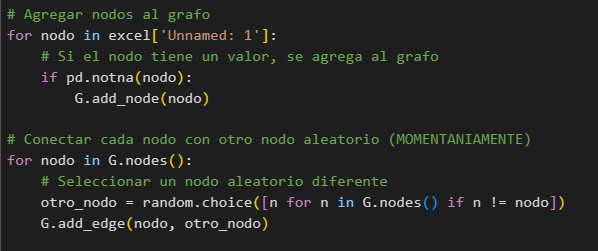 # Agregar nodos al grafo
for nodo in excel['Unnamed: 1']:
    # Si el nodo tiene un valor, se agrega al grafo
    if pd.notna(nodo):
        G.add_node(nodo)

# Conectar cada nodo con otro nodo aleatorio (MOMENTANIAMENTE)
for nodo in G.nodes():
    # Seleccionar un nodo aleatorio diferente
    otro_nodo = random.choice([n for n in G.nodes() if n != nodo])
    G.add_edge(nodo, otro_nodo)